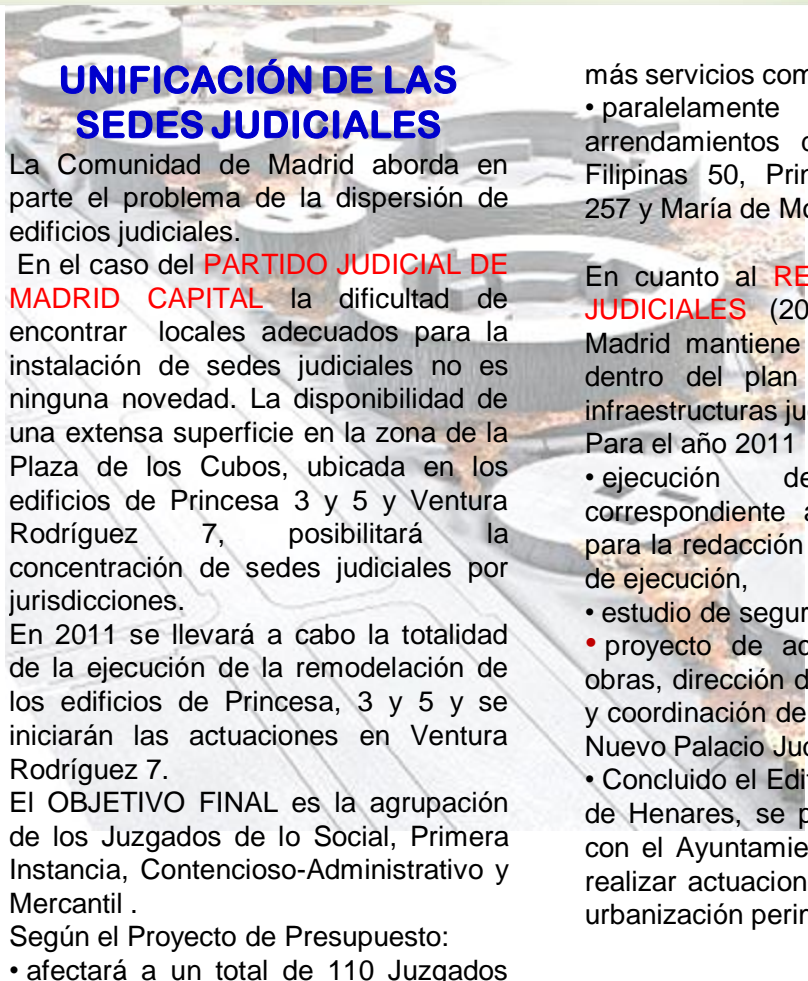 UNIFICACIÓN DE LAS
SEDES JUDICIALES
La Comunidad de Madrid aborda en
parte el problema de la dispersión de
edificios judiciales.
En el caso del PARTIDO JUDICIAL DE
MADRID CAPITAL la dificultad de
encontrar locales adecuados para la
instalación de sedes judiciales no es
ninguna novedad. La disponibilidad de
una extensa superficie en la zona de la
Plaza de los Cubos, ubicada en los
edificios de Princesa 3 y 5 y Ventura
Rodríguez 7, posibilitará la
concentración de sedes judiciales por
jurisdicciones.
En 2011 se llevará a cabo la totalidad
de la ejecución de la remodelación de
los edificios de Princesa, 3 y 5 y se
iniciarán las actuaciones en Ventura
Rodríguez 7.
El OBJETIVO FINAL es la agrupación
de los Juzgados de lo Social, Primera
Instancia, Contencioso-Administrativo y
Mercantil .
Según el Proyecto de Presupuesto:
• afectará a un total de 110 Juzgados
más servicios
• paralelamente
arrendamientos
Filipinas 50,
257 y María de
En cuanto al
JUDICIALES
Madrid mantiene
dentro del plan
infraestructuras
Para el año 2011
• ejecución
correspondiente
para la redacción
de ejecución,
• estudio de
• proyecto de
obras, dirección
y coordinación de
Nuevo Palacio
• Concluido el
de Henares, se
con el
realizar
urbanización